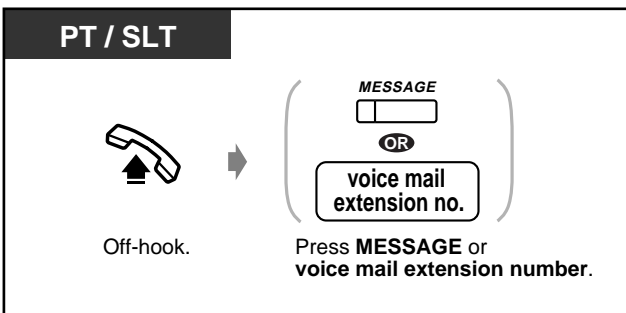 PT / SLT
MESSAGE
OR
voice mail
extension no.
Off-hook.
Press MESSAGE or
voice mail extension number.